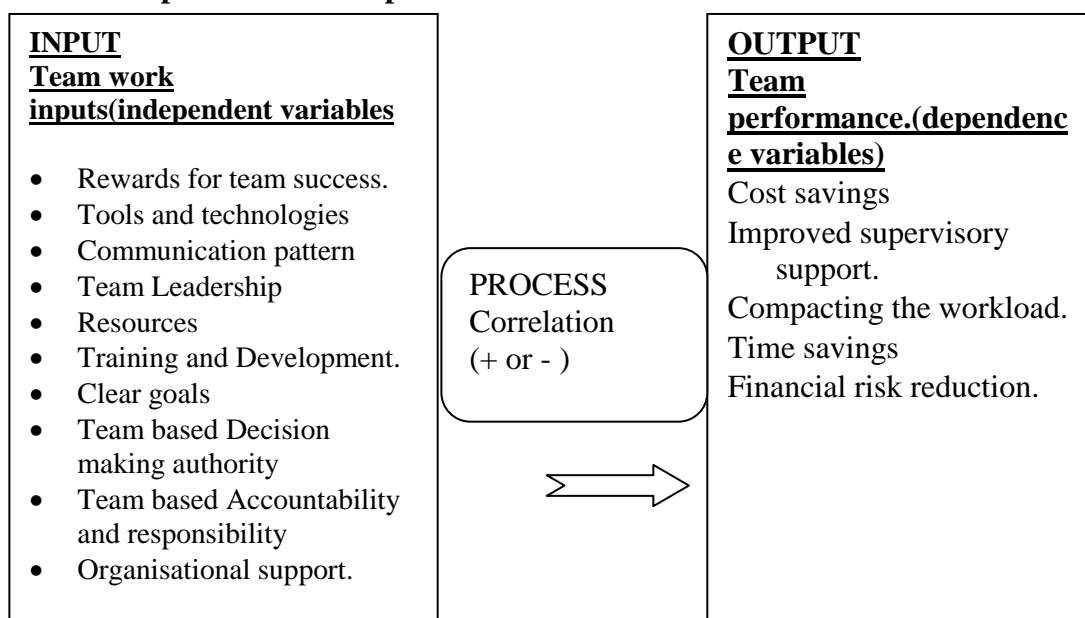 INPUT
Team work
inputs(independent variables
• Rewards for team success.
• Tools and technologies
• Communication pattern
• Team Leadership
• Resources
• Training and Development.
• Clear goals
• Team based Decision
making authority
• Team based Accountability
and responsibility
• Organisational support.
PROCESS
Correlation
(+ or - )
OUTPUT
Team
performance.(dependenc
e variables)
Cost savings
Improved supervisory
support.
Compacting the workload.
Time savings
Financial risk reduction.